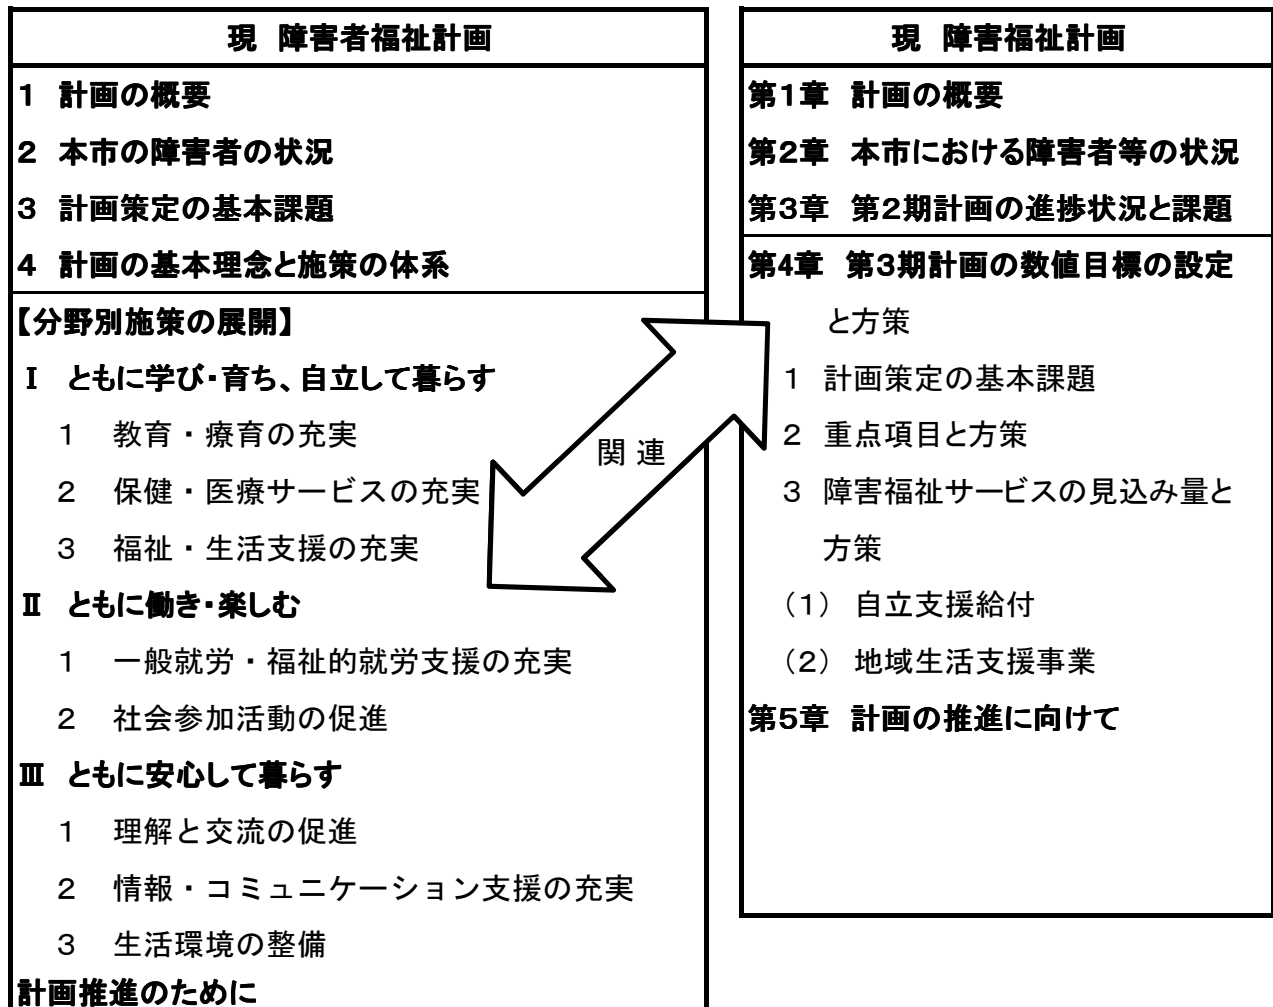 現　障害者福祉計画
１　計画の概要
２　本市の障害者の状況
３　計画策定の基本課題
４　計画の基本理念と施策の体系
【分野別施策の展開】
Ⅰ　ともに学び・育ち、自立して暮らす
１　教育・療育の充実
２　保健・医療サービスの充実
３　福祉・生活支援の充実
Ⅱ　ともに働き・楽しむ
１　一般就労・福祉的就労支援の充実
２　社会参加活動の促進
Ⅲ　ともに安心して暮らす
１　理解と交流の促進
２　情報・コミュニケーション支援の充実
３　生活環境の整備
計画推進のために
関 連
現　障害福祉計画
第１章　計画の概要
第２章　本市における障害者等の状況
第３章　第２期計画の進捗状況と課題
第4章　第３期計画の数値目標の設定
と方策
１　計画策定の基本課題
２　重点項目と方策
３　障害福祉サービスの見込み量と
方策
（１）　自立支援給付
（２）　地域生活支援事業
第５章　計画の推進に向けて